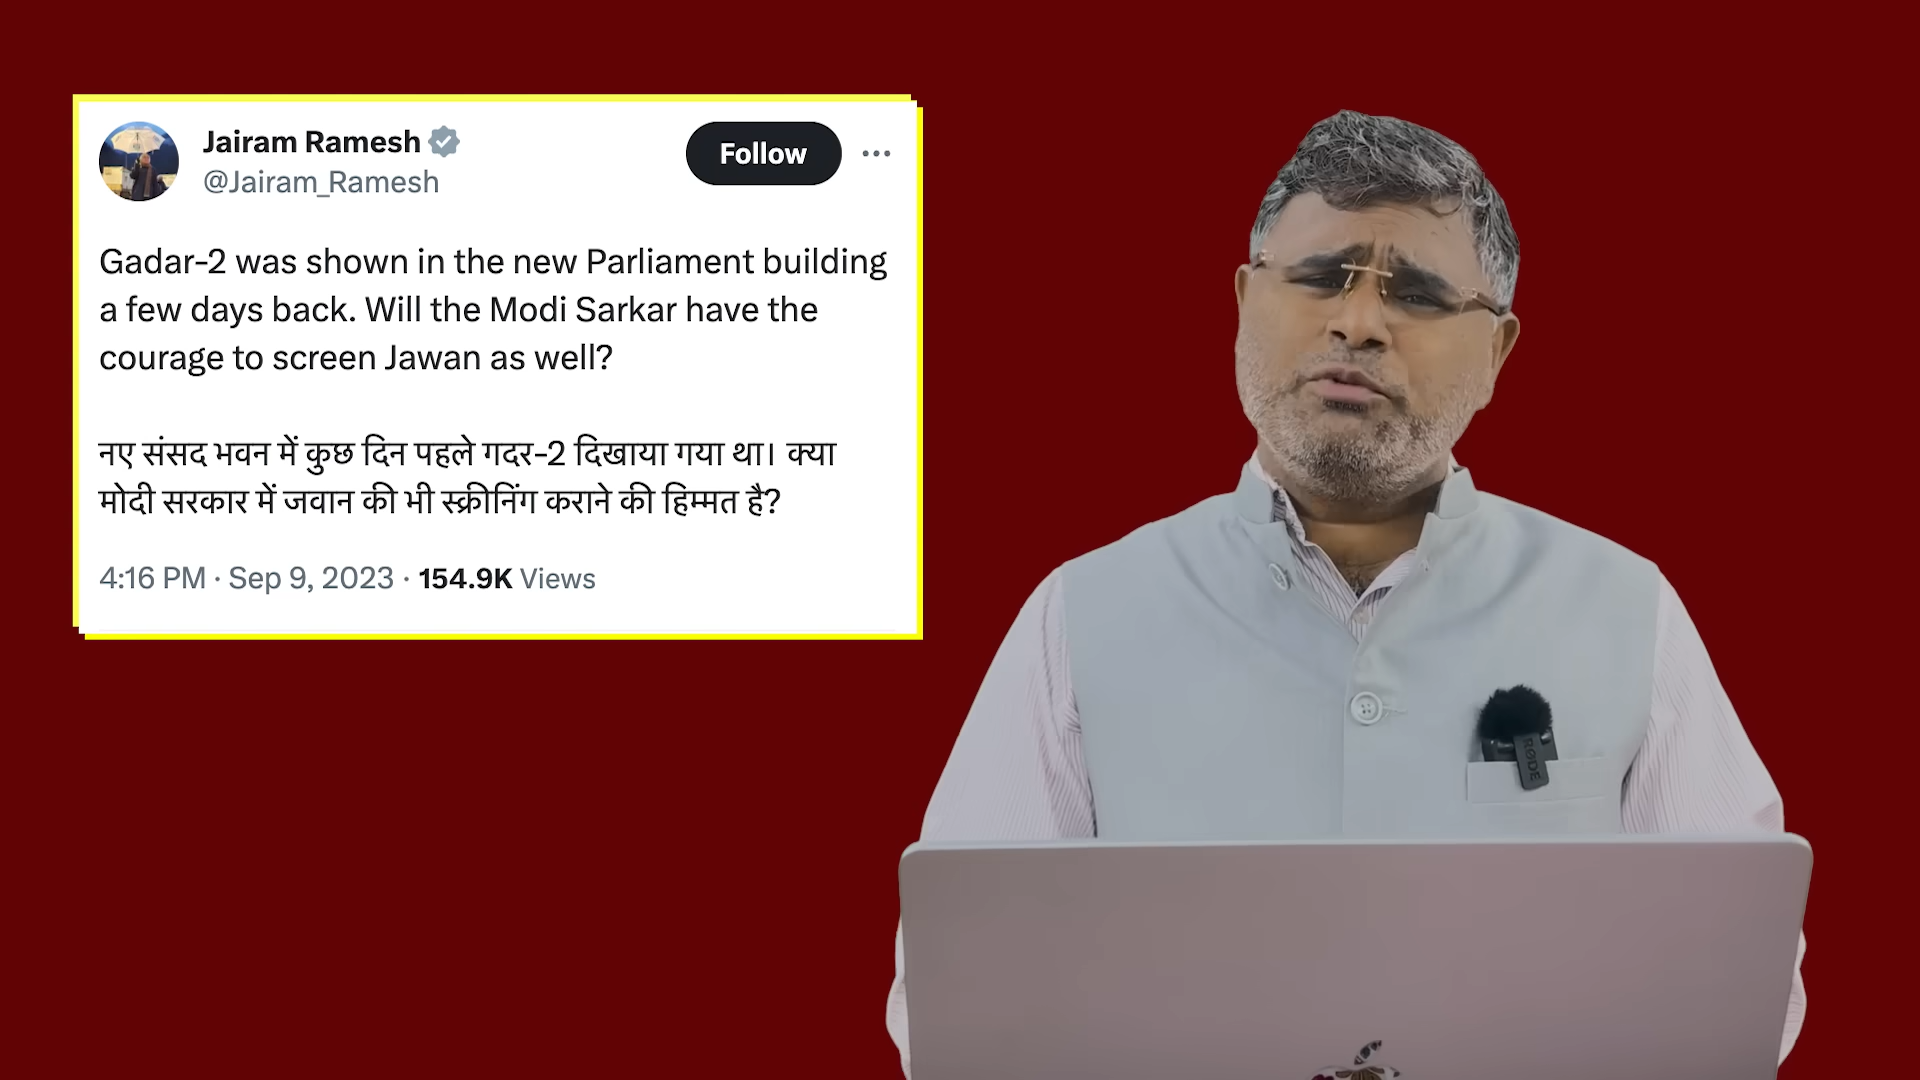 Jairam Ramesh
@Jairam_Ramesh
Follow
Gadar-2 was shown in the new Parliament building
a few days back. Will the Modi Sarkar have the
courage to screen Jawan as well?
नए संसद भवन में कुछ दिन पहले गदर-2 दिखाया गया था। क्या
मोदी सरकार में जवान की भी स्क्रीनिंग कराने की हिम्मत है?
4:16 PM · Sep 9, 2023 · 154.9K Views
RØDE